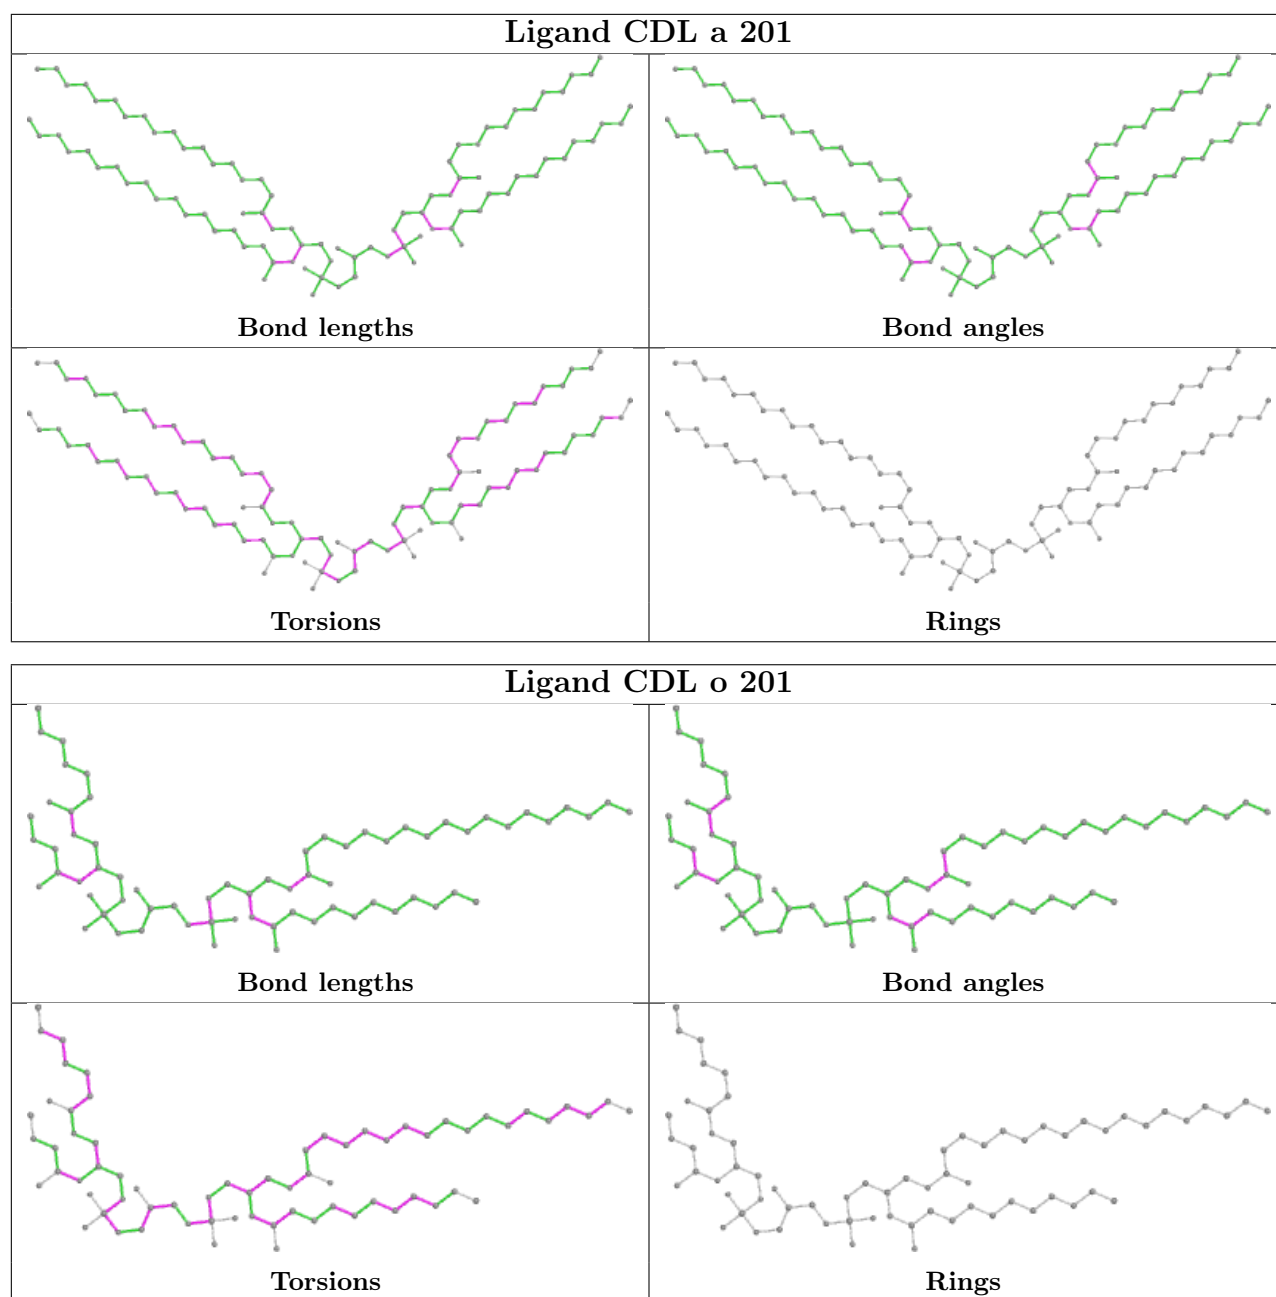 Ligand CDL a 201
Bond lengths
Bond angles
Torsions
Rings
Ligand CDL o 201
Bond lengths
Bond angles
Torsions
Rings